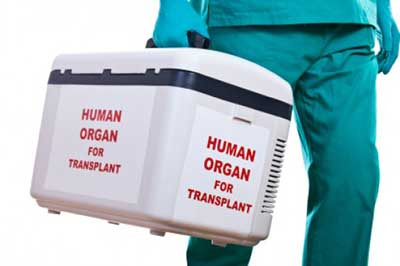 HUMAN
ORGAN
FOR
TRANSPLANT
HUMAN
ORGAN
FOR
TRANSPLANT